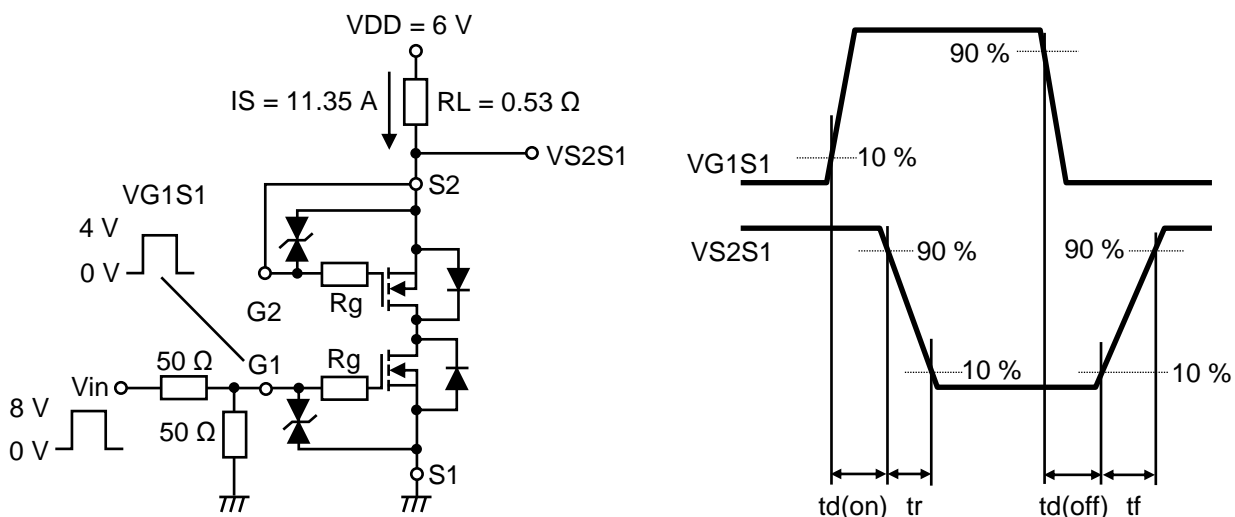 VDD = 6 V
IS = 11.35 A
RL = 0.53 Ω
VS2S1
S2
VG1S1
4 V
0 V
G2
Rg
G1
Rg
50 Ω
Vin
8 V
0 V
50 Ω
S1
90 %
VG1S1
10 %
VS2S1
90 %
90 %
10 %
10 %
td(on)
tr
td(off)
tf